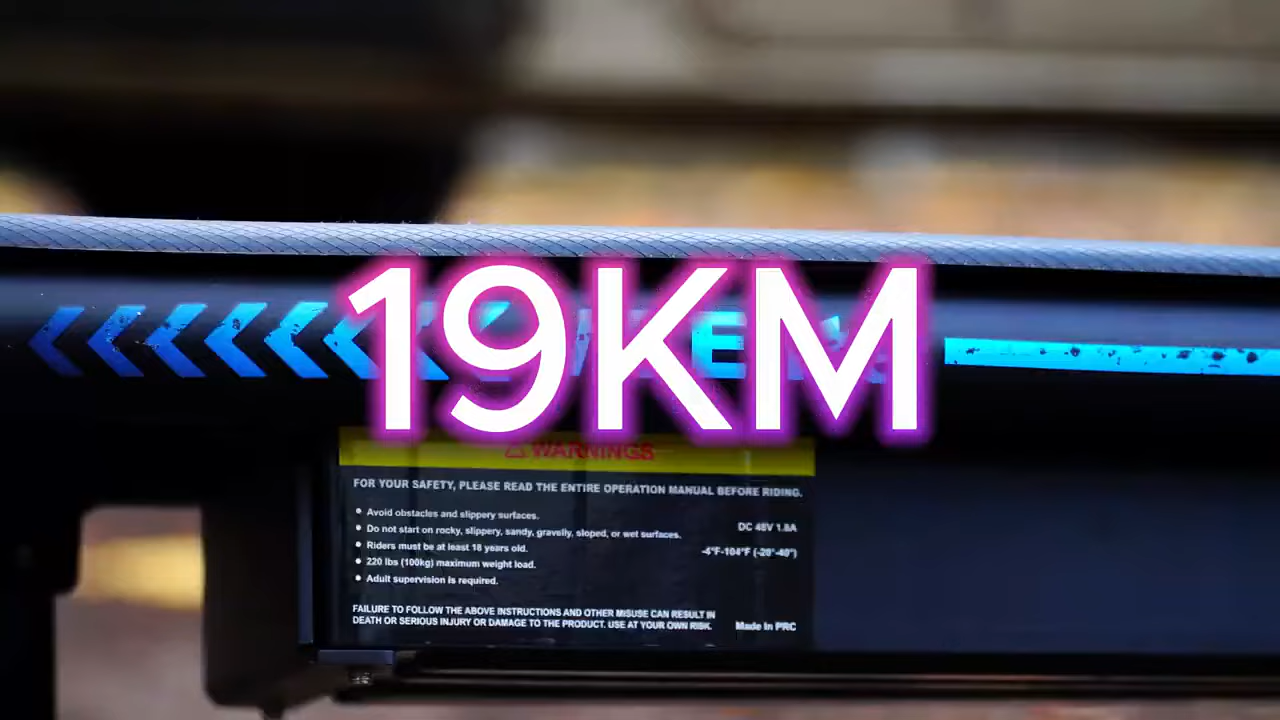 19KM
WARNINGS
FOR YOUR SAFETY, PLEASE READ THE ENTIRE OPERATION MANUAL BEFORE RIDING.
Avoid obstacles and slippery surfaces.
Do not start on rocky, slippery, sandy, gravelly, sloped, or wet surfaces.
Riders must be at least 18 years old.
220 lbs (100kg) maximum weight load.
Adult supervision is required.
DC 48V 1.8A
-4°F-104°F (-20°-40°)
FAILURE TO FOLLOW THE ABOVE INSTRUCTIONS AND OTHER MISUSE CAN RESULT IN
DEATH OR SERIOUS INJURY OR DAMAGE TO THE PRODUCT. USE AT YOUR OWN RISK.
Made in PRC